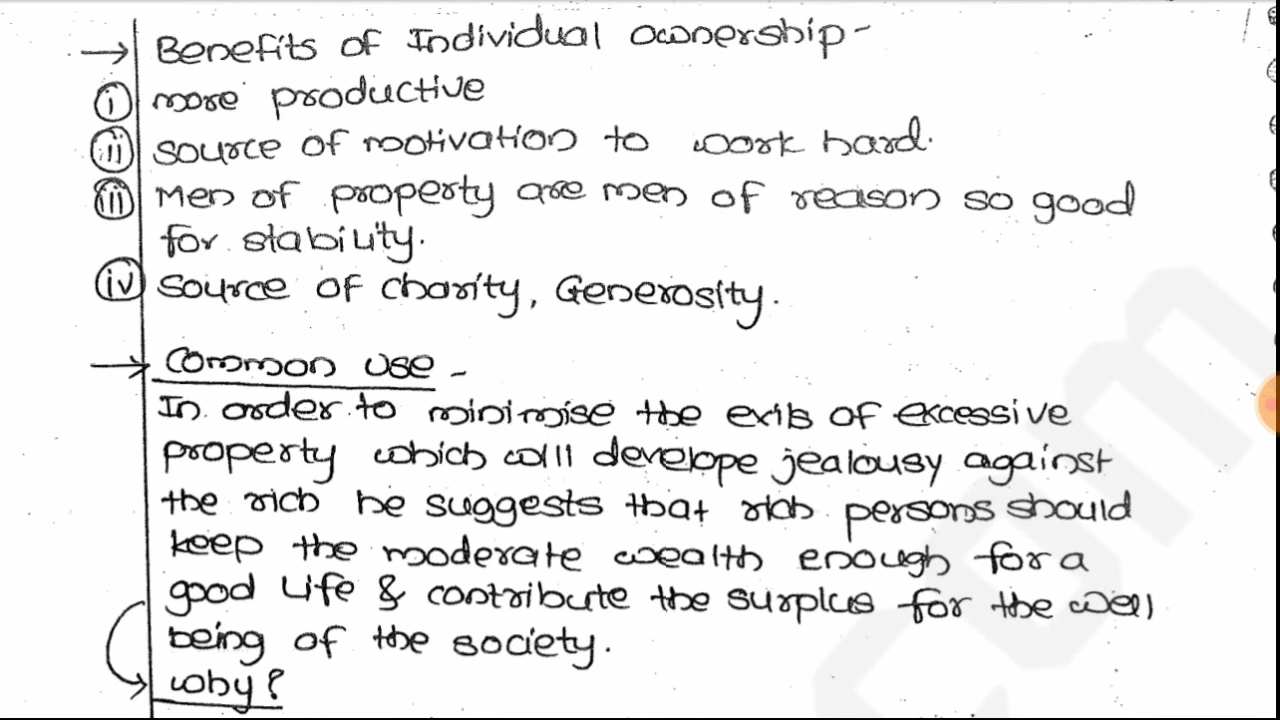 → Benefits of Individual ownership-
(i) more productive
(ii) source of motivation to work hard.
(iii) Men of property are men of reason so good
for stability.
(iv) source of charity, Generosity.
→ Common use -
In order to minimise the exils of excessive
property which will develope jealousy against
the rich he suggests that rich persons should
keep the moderate wealth enough for a
good life & contribute the surplus for the well
being of the society.
→ why?